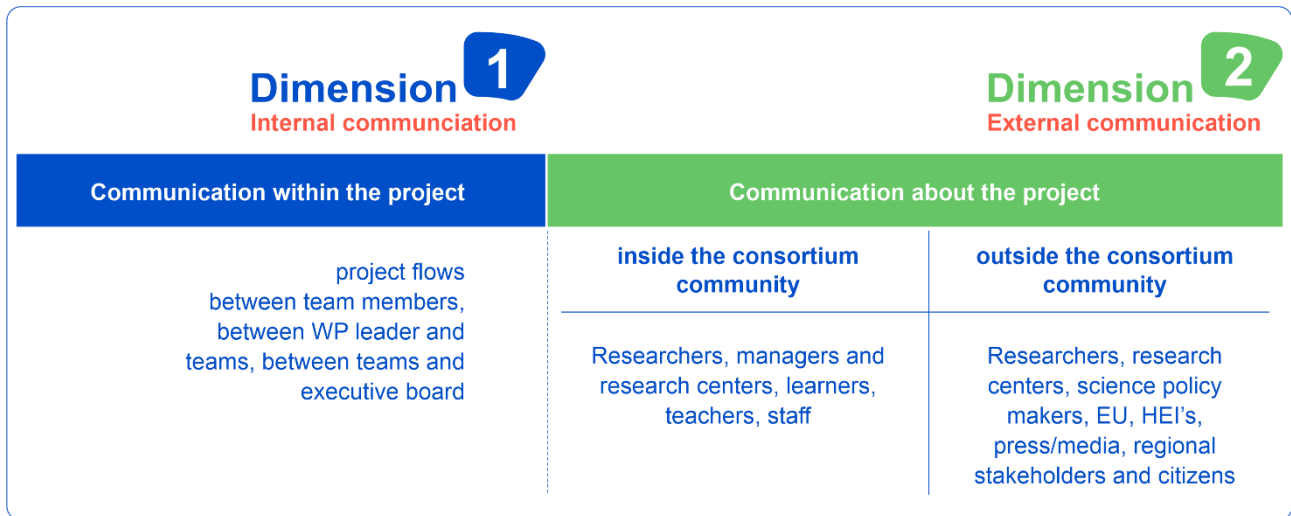 Dimension 1
Internal communciation
Dimension 2
External communication
Communication within the project
Communication about the project
project flows
between team members,
between WP leader and
teams, between teams and
executive board
inside the consortium
community
Researchers, managers and
research centers, learners,
teachers, staff
outside the consortium
community
Researchers, research
centers, science policy
makers, EU, HEI's,
press/media, regional
stakeholders and citizens